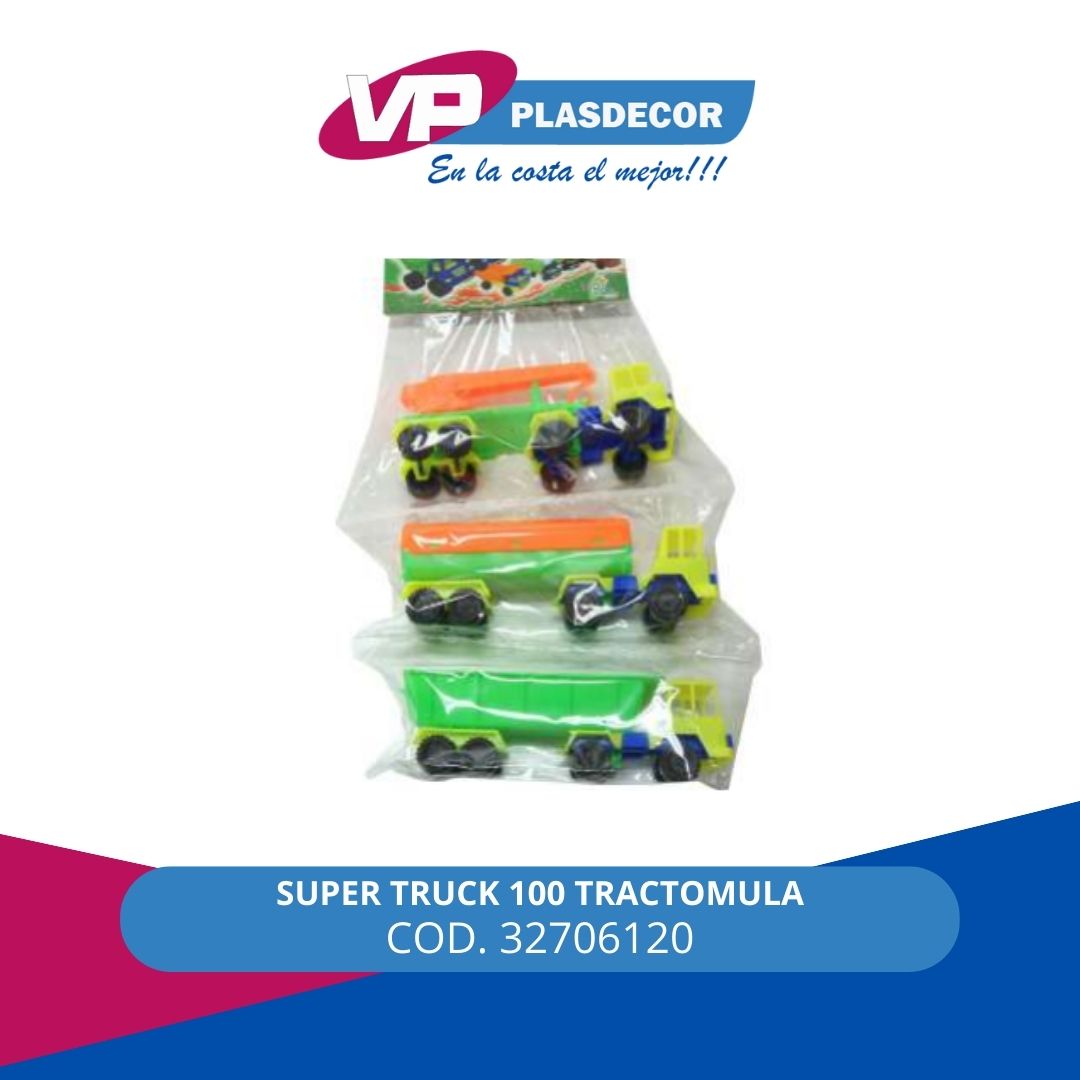 VP PLASDECOR
En la costa el mejor!!!
SUPER TRUCK 100 TRACTOMULA
COD. 32706120